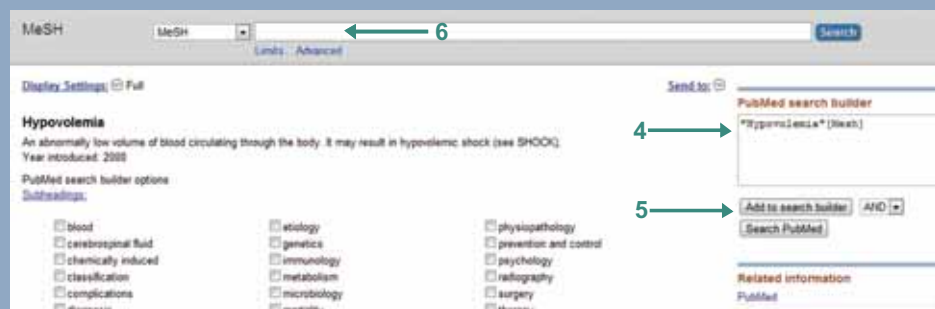 MeSH MeSH 6 Search
Limits Advanced
Display Settings: Full Send to:
Hypovolemia
An abnormally low volume of blood circulating through the body. It may result in hypovolemic shock (see SHOCK).
Year introduced: 2000
PubMed search builder options
Subheadings:
blood etiology physiopathology
cerebrospinal fluid genetics prevention and control
chemically induced immunology psychology
classification metabolism radiography
complications microbiology surgery
diagnosis mortality therapy
PubMed search builder
4 "Hypovolemia"[Mesh]
5 Add to search builder AND
Search PubMed
Related information
PubMed